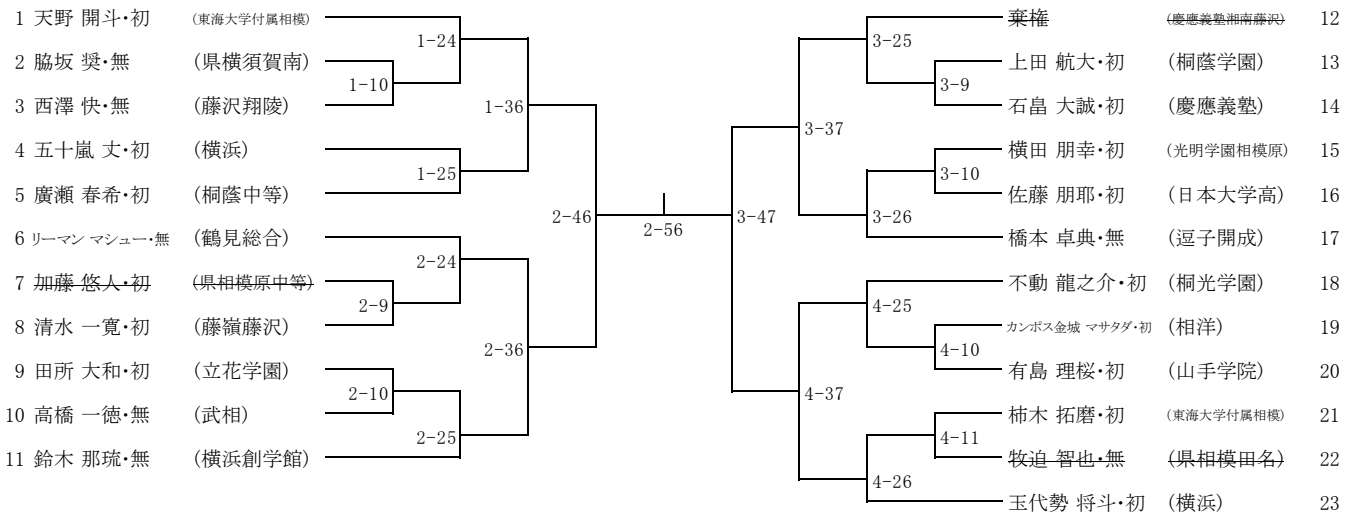 1 天野 開斗・初 (東海大学付属相模)
2 脇坂 奨・無 (県横須賀南)
3 西澤 快・無 (藤沢翔陵)
4 五十嵐 丈・初 (横浜)
5 廣瀬 春希・初 (桐蔭中等)
6 リーマン マシュー・無 (鶴見総合)
7 加藤 悠人・初 (県相模原中等)
8 清水 一寛・初 (藤嶺藤沢)
9 田所 大和・初 (立花学園)
10 高橋 一徳・無 (武相)
11 鈴木 那琉・無 (横浜創学館)
1-24
1-10
1-36
1-25
2-46
2-24
2-9
2-36
2-10
2-25
2-56
3-47
3-25
3-9
3-37
3-10
3-26
4-25
4-10
4-37
4-11
4-26
棄権 (慶應義塾湘南藤沢) 12
上田 航大・初 (桐蔭学園) 13
石畠 大誠・初 (慶應義塾) 14
横田 朋幸・初 (光明学園相模原) 15
佐藤 朋耶・初 (日本大学高) 16
橋本 卓典・無 (逗子開成) 17
不動 龍之介・初 (桐光学園) 18
カンポス金城 マサタダ・初 (相洋) 19
有島 理桜・初 (山手学院) 20
柿木 拓磨・初 (東海大学付属相模) 21
牧迫 智也・無 (県相模田名) 22
玉代勢 将斗・初 (横浜) 23